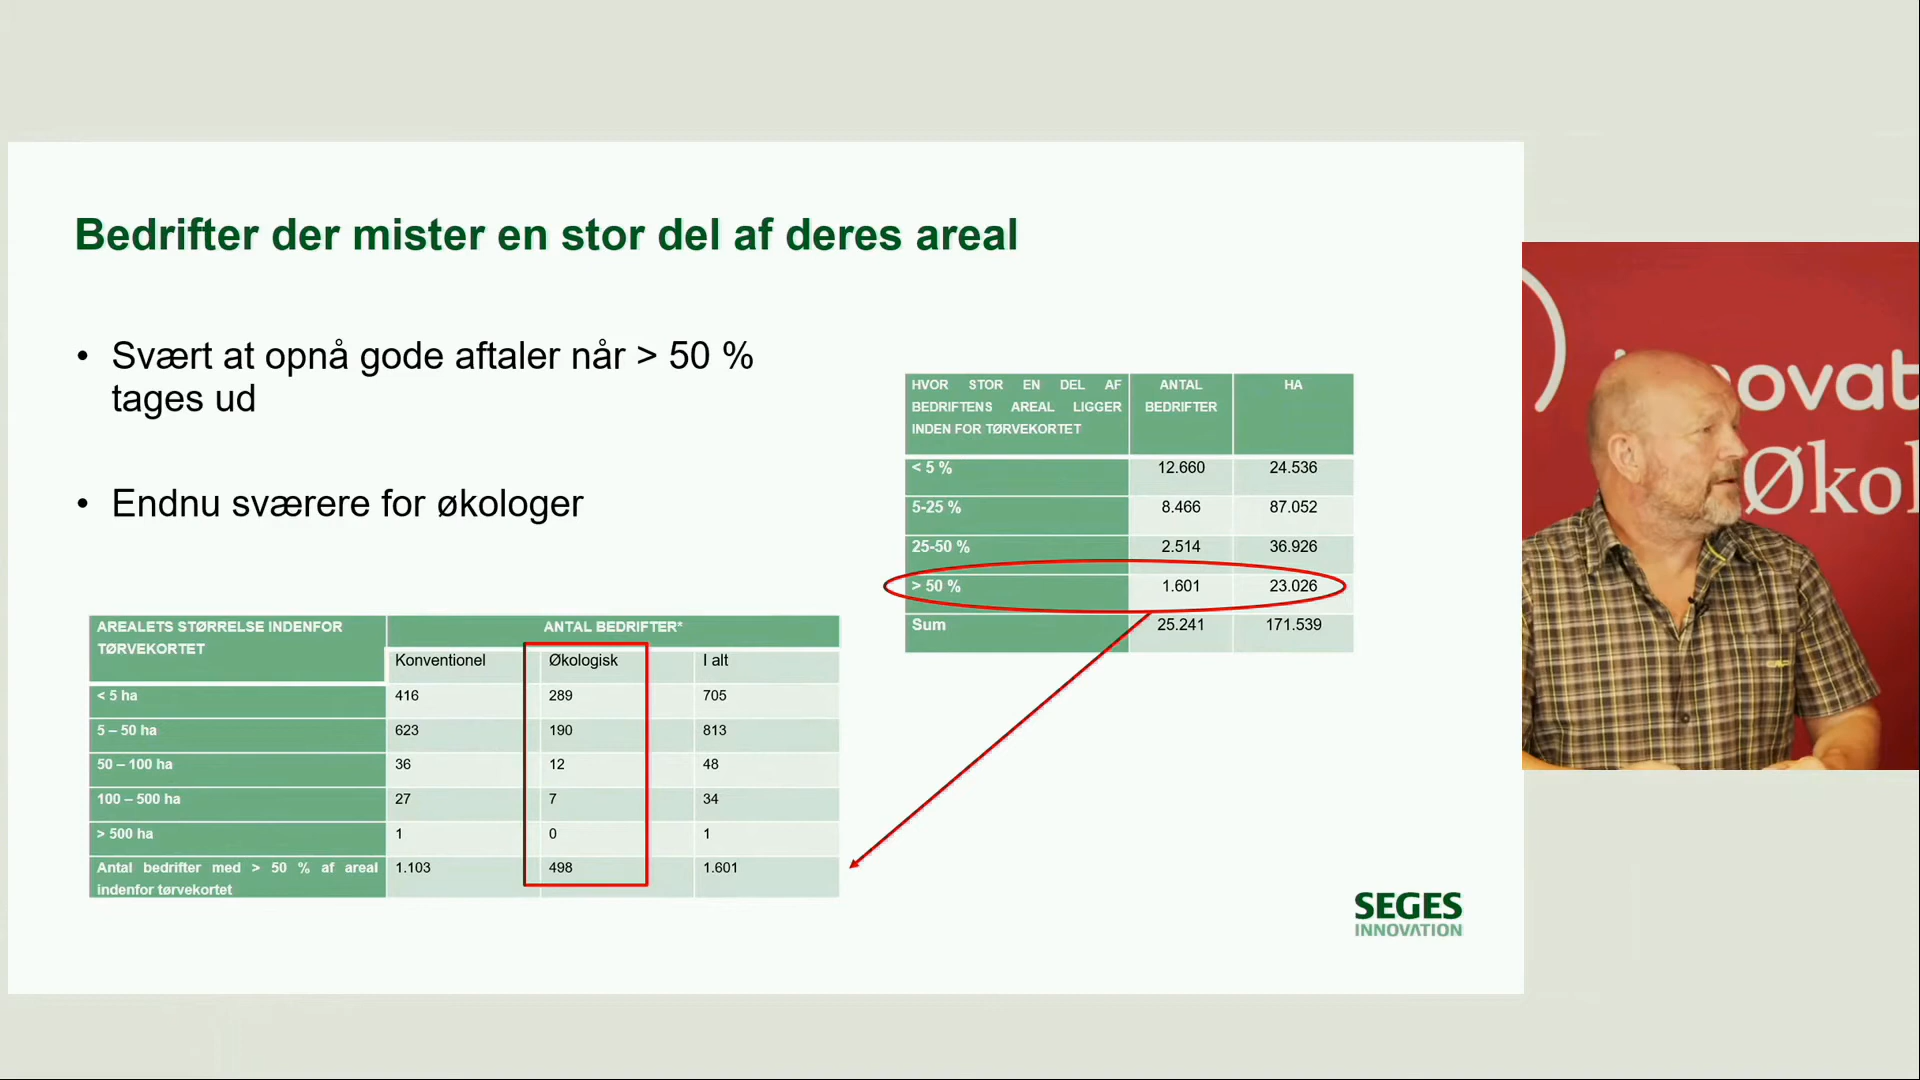 Bedrifter der mister en stor del af deres areal
• Svært at opnå gode aftaler når > 50 %
tages ud
• Endnu sværere for økologer
HVOR STOR EN DEL AF
BEDRIFTENS AREAL LIGGER
INDEN FOR TØRVEKORTET
ANTAL
BEDRIFTER
HA
< 5 % 12.660 24.536
5-25 % 8.466 87.052
25-50 % 2.514 36.926
> 50 % 1.601 23.026
Sum 25.241 171.539
AREALETS STØRRELSE INDENFOR
TØRVEKORTET
ANTAL BEDRIFTER*
Konventionel Økologisk I alt
< 5 ha 416 289 705
5 – 50 ha 623 190 813
50 – 100 ha 36 12 48
100 – 500 ha 27 7 34
> 500 ha 1 0 1
Antal bedrifter med > 50 % af areal
indenfor tørvekortet
1.103 498 1.601
SEGES
INNOVATION
ovat
Økol